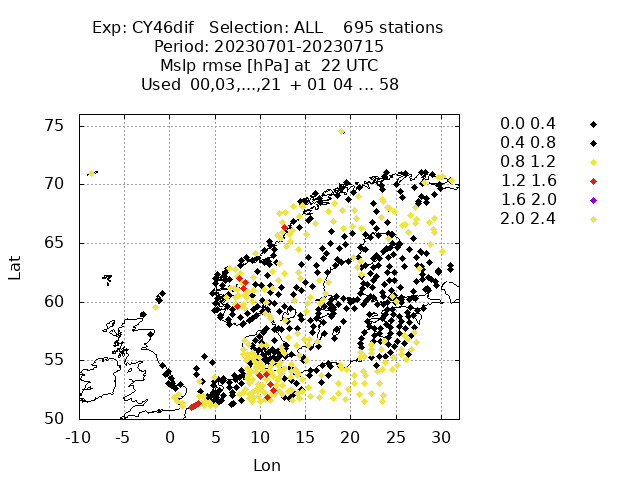 Exp: CY46dif   Selection: ALL    695 stations
Period: 20230701-20230715
Mslp rmse [hPa] at  22 UTC
Used  00,03,...,21  + 01 04 ... 58
0.0 0.4
0.4 0.8
0.8 1.2
1.2 1.6
1.6 2.0
2.0 2.4
75
70
65
60
55
50
Lat
-10 -5 0 5 10 15 20 25 30
Lon